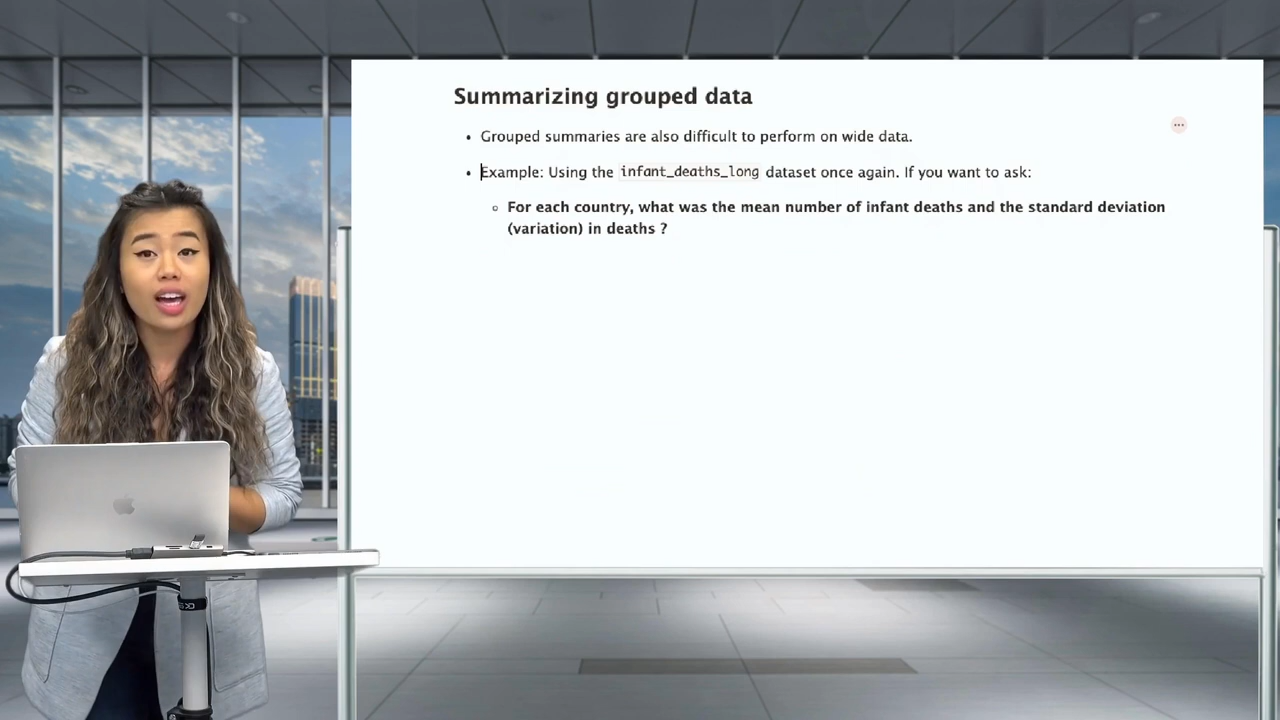 Summarizing grouped data
• Grouped summaries are also difficult to perform on wide data.
• Example: Using the infant_deaths_long dataset once again. If you want to ask:
◦ For each country, what was the mean number of infant deaths and the standard deviation
(variation) in deaths ?